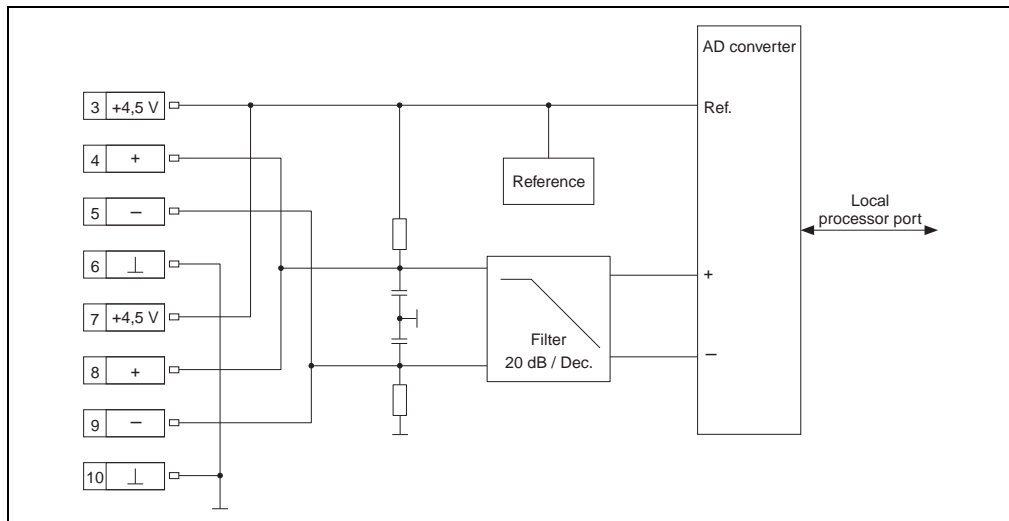 AD converter
3 +4,5 V
Ref.
4 +
Reference
5 −
Local
processor port
6 ⊥
+
7 +4,5 V
Filter
20 dB / Dec.
−
8 +
9 −
10 ⊥